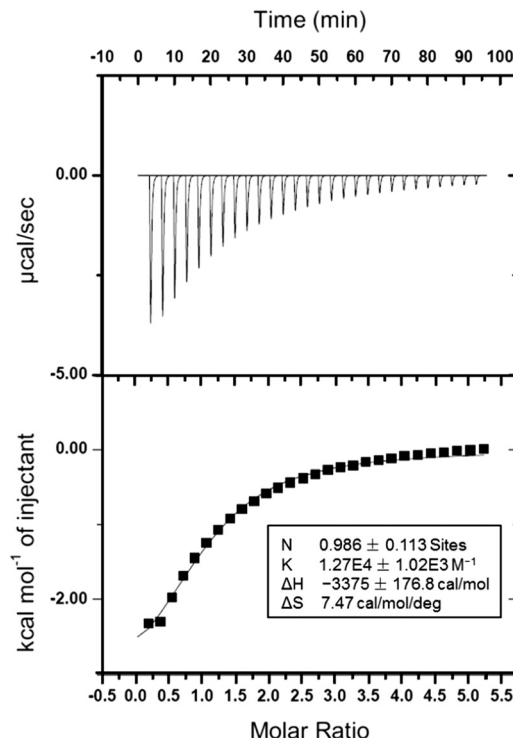 Time (min)
-10 0 10 20 30 40 50 60 70 80 90 100
0.00
-5.00
µcal/sec
0.00
-2.00
kcal mol⁻¹ of injectant
N 0.986 ± 0.113 Sites
K 1.27E4 ± 1.02E3 M⁻¹
ΔH −3375 ± 176.8 cal/mol
ΔS 7.47 cal/mol/deg
-0.5 0.0 0.5 1.0 1.5 2.0 2.5 3.0 3.5 4.0 4.5 5.0 5.5
Molar Ratio